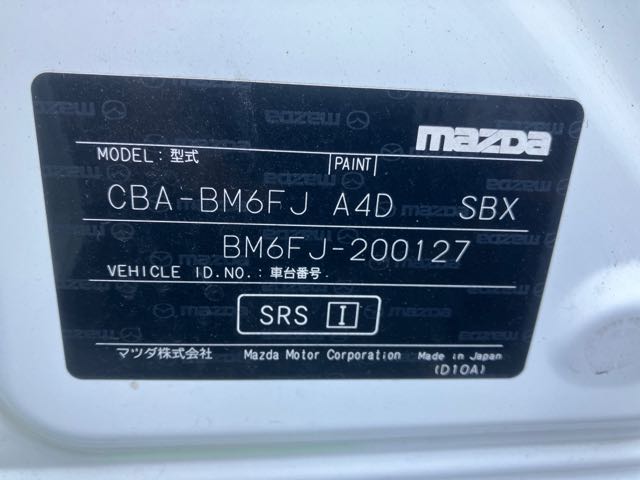 mazda
MODEL:型式 PAINT
CBA-BM6FJ A4D SBX
BM6FJ-200127
VEHICLE ID.NO.:車台番号.
SRS I
マツダ株式会社 Mazda Motor Corporation Made in Japan
(D10A)